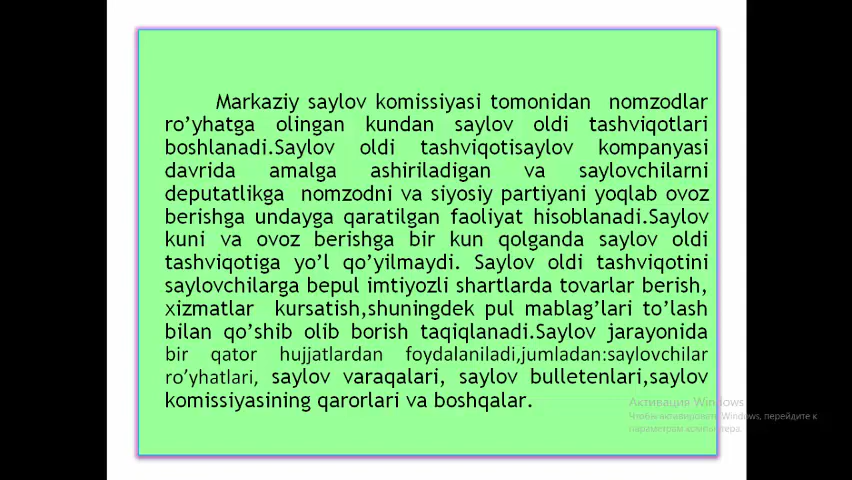 Markaziy saylov komissiyasi tomonidan nomzodlar
ro’yhatga olingan kundan saylov oldi tashviqotlari
boshlanadi.Saylov oldi tashviqotisaylov kompanyasi
davrida amalga ashiriladigan va saylovchilarni
deputatlikga nomzodni va siyosiy partiyani yoqlab ovoz
berishga undayga qaratilgan faoliyat hisoblanadi.Saylov
kuni va ovoz berishga bir kun qolganda saylov oldi
tashviqotiga yo’l qo’yilmaydi. Saylov oldi tashviqotini
saylovchilarga bepul imtiyozli shartlarda tovarlar berish,
xizmatlar kursatish,shuningdek pul mablag’lari to’lash
bilan qo’shib olib borish taqiqlanadi.Saylov jarayonida
bir qator hujjatlardan foydalaniladi,jumladan:saylovchilar
ro’yhatlari, saylov varaqalari, saylov bulletenlari,saylov
komissiyasining qarorlari va boshqalar.
Активация Windows
Чтобы активировать Windows, перейдите к
параметрам компьютера.